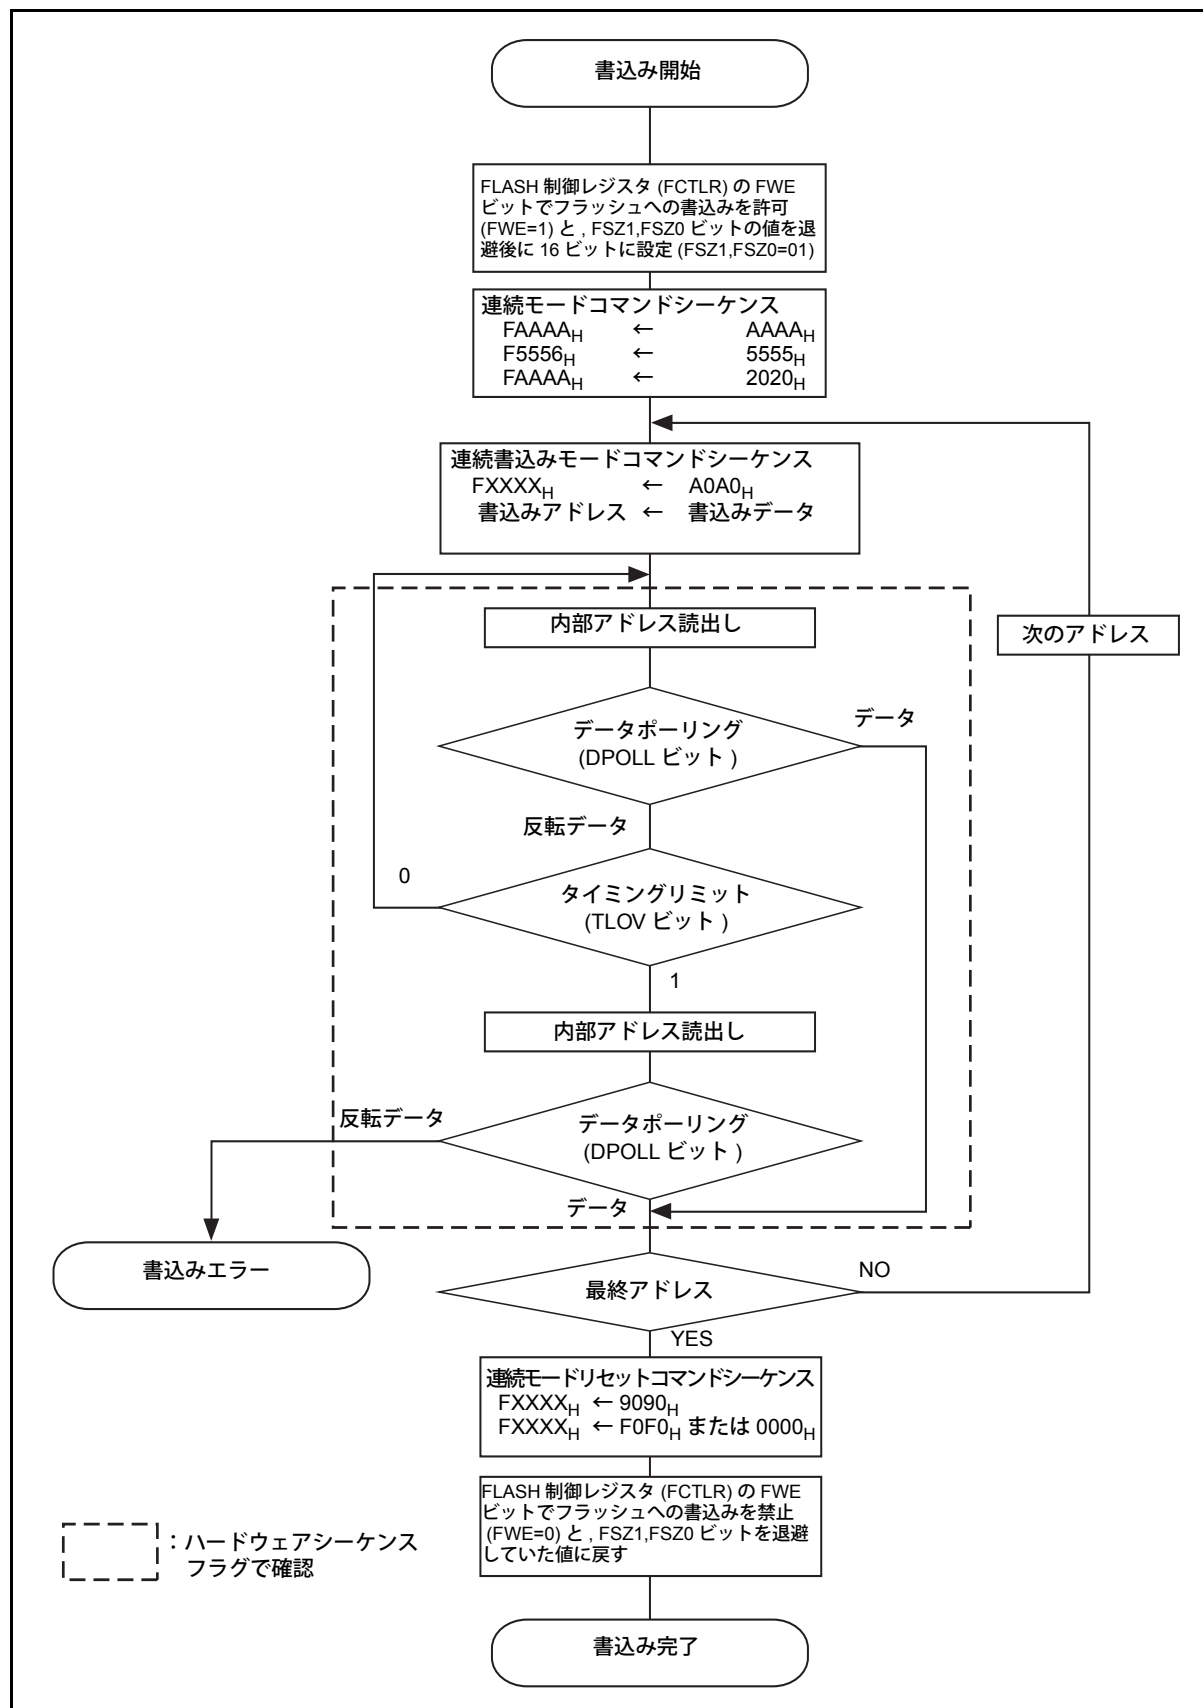 書込み開始
FLASH 制御レジスタ (FCTLR) の FWE
ビットでフラッシュへの書込みを許可
(FWE=1) と , FSZ1,FSZ0 ビットの値を退
避後に 16 ビットに設定 (FSZ1,FSZ0=01)
連続モードコマンドシーケンス
FAAAAH ← AAAAH
F5556H ← 5555H
FAAAAH ← 2020H
連続書込みモードコマンドシーケンス
FXXXXH ← A0A0H
書込みアドレス ← 書込みデータ
内部アドレス読出し
次のアドレス
データポーリング
(DPOLL ビット )
データ
反転データ
タイミングリミット
(TLOV ビット )
0
1
内部アドレス読出し
データポーリング
(DPOLL ビット )
反転データ
データ
書込みエラー
最終アドレス
NO
YES
連続モードリセットコマンドシーケンス
FXXXXH ← 9090H
FXXXXH ← F0F0H または 0000H
FLASH 制御レジスタ (FCTLR) の FWE
ビットでフラッシュへの書込みを禁止
(FWE=0) と , FSZ1,FSZ0 ビットを退避
していた値に戻す
：ハードウェアシーケンス
フラグで確認
書込み完了